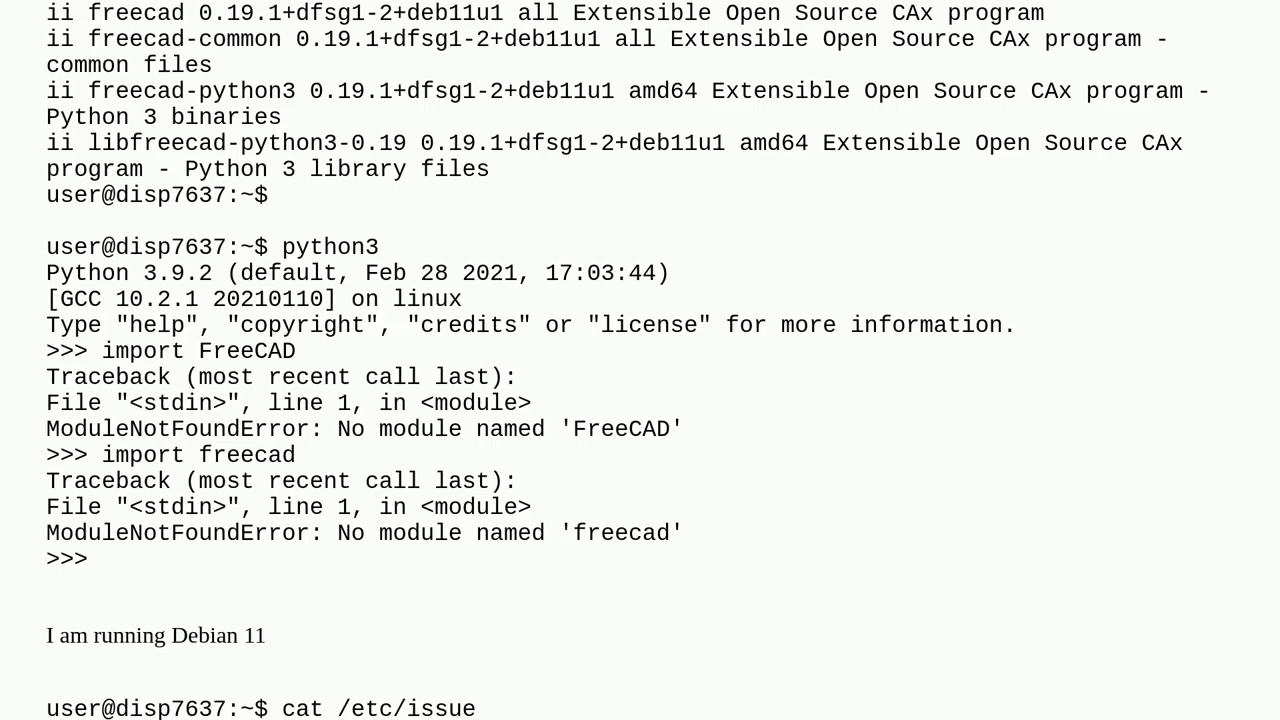 ii freecad 0.19.1+dfsg1-2+deb11u1 all Extensible Open Source CAx program
ii freecad-common 0.19.1+dfsg1-2+deb11u1 all Extensible Open Source CAx program -
common files
ii freecad-python3 0.19.1+dfsg1-2+deb11u1 amd64 Extensible Open Source CAx program -
Python 3 binaries
ii libfreecad-python3-0.19 0.19.1+dfsg1-2+deb11u1 amd64 Extensible Open Source CAx
program - Python 3 library files
user@disp7637:~$
user@disp7637:~$ python3
Python 3.9.2 (default, Feb 28 2021, 17:03:44)
[GCC 10.2.1 20210110] on linux
Type "help", "copyright", "credits" or "license" for more information.
>>> import FreeCAD
Traceback (most recent call last):
File "<stdin>", line 1, in <module>
ModuleNotFoundError: No module named 'FreeCAD'
>>> import freecad
Traceback (most recent call last):
File "<stdin>", line 1, in <module>
ModuleNotFoundError: No module named 'freecad'
>>>
I am running Debian 11
user@disp7637:~$ cat /etc/issue